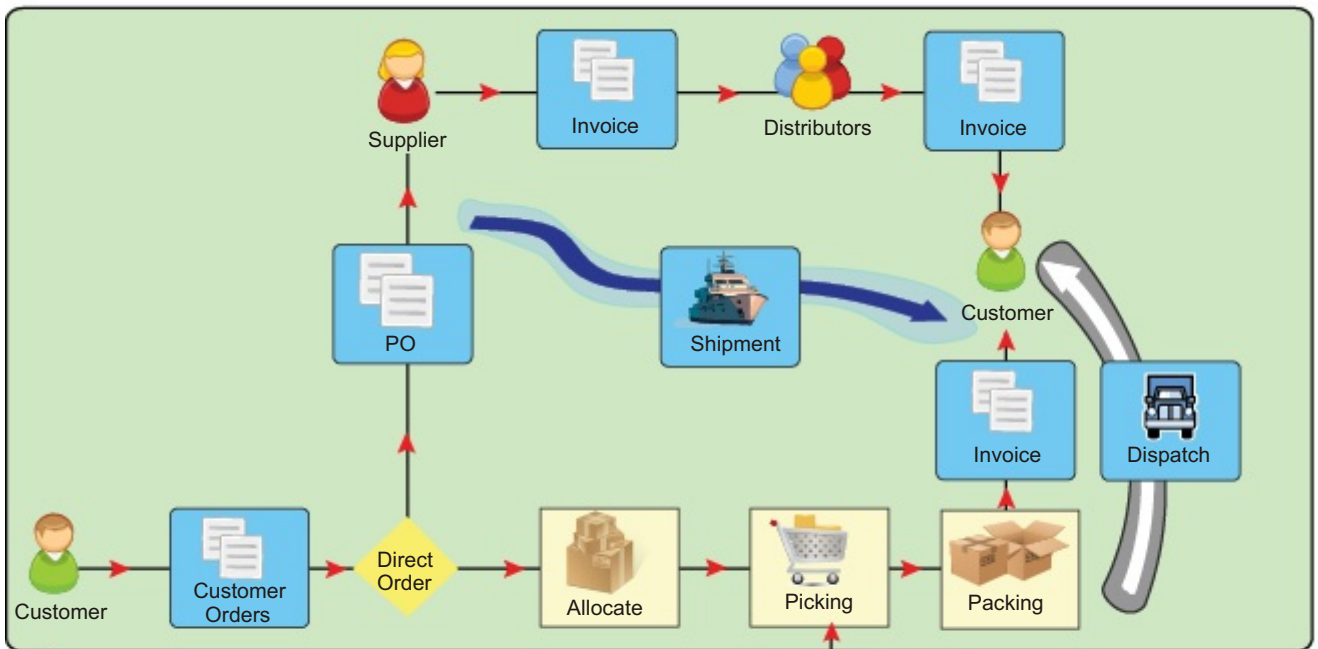 Supplier
Invoice
Distributors
Invoice
PO
Shipment
Customer
Invoice
Dispatch
Customer
Customer
Orders
Direct
Order
Allocate
Picking
Packing